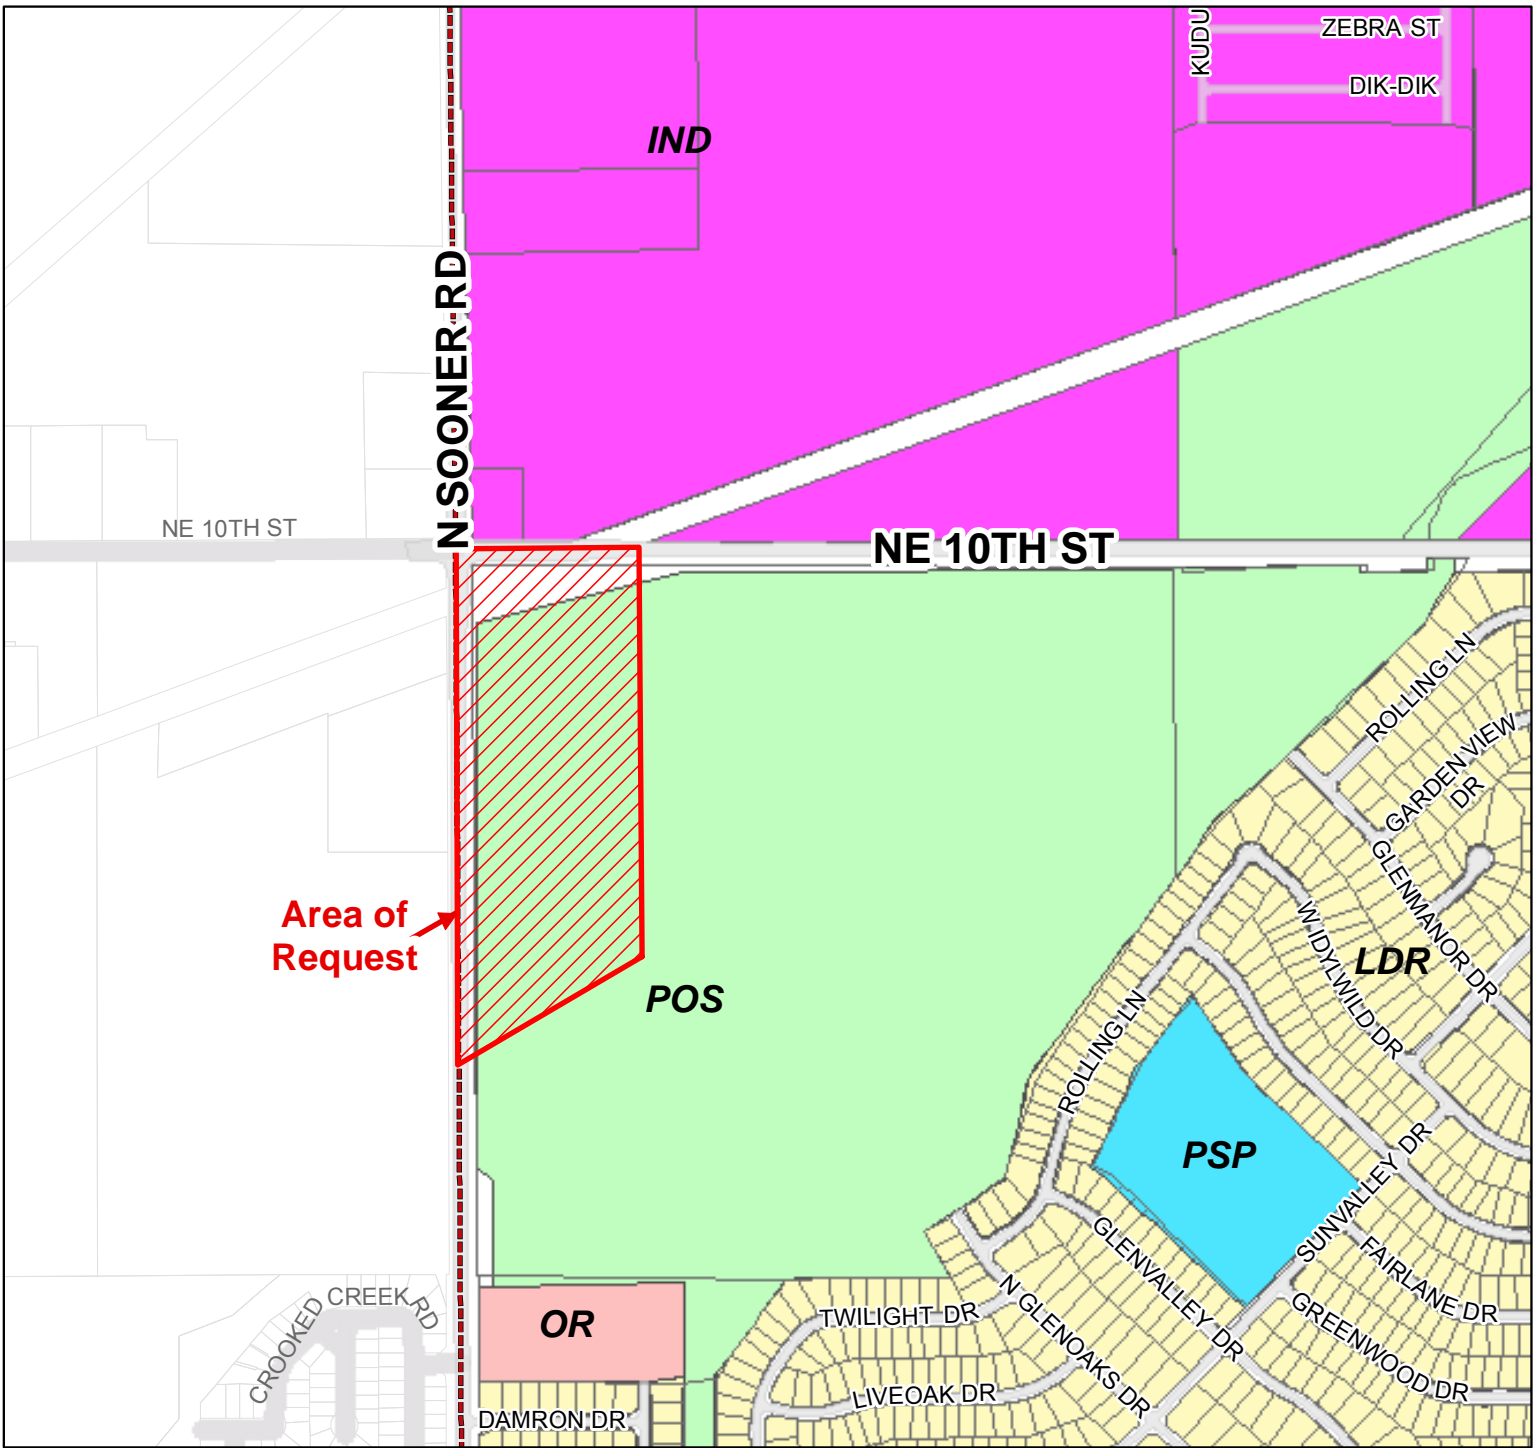 ZEBRA ST
KUDU
DIK-DIK
IND
N SOONER RD
NE 10TH ST
NE 10TH ST
ROLLING LN
GARDEN VIEW
DR
GLENMANOR DR
Area of
Request
W IDYLWILD DR
LDR
POS
ROLLING LN
PSP
SUNVALLEY DR
GLENVALLEY DR
FAIRLANE DR
CROOKED CREEK RD
OR
TWILIGHT DR
N GLENOAKS DR
GREENWOOD DR
LIVEOAK DR
DAMRON DR